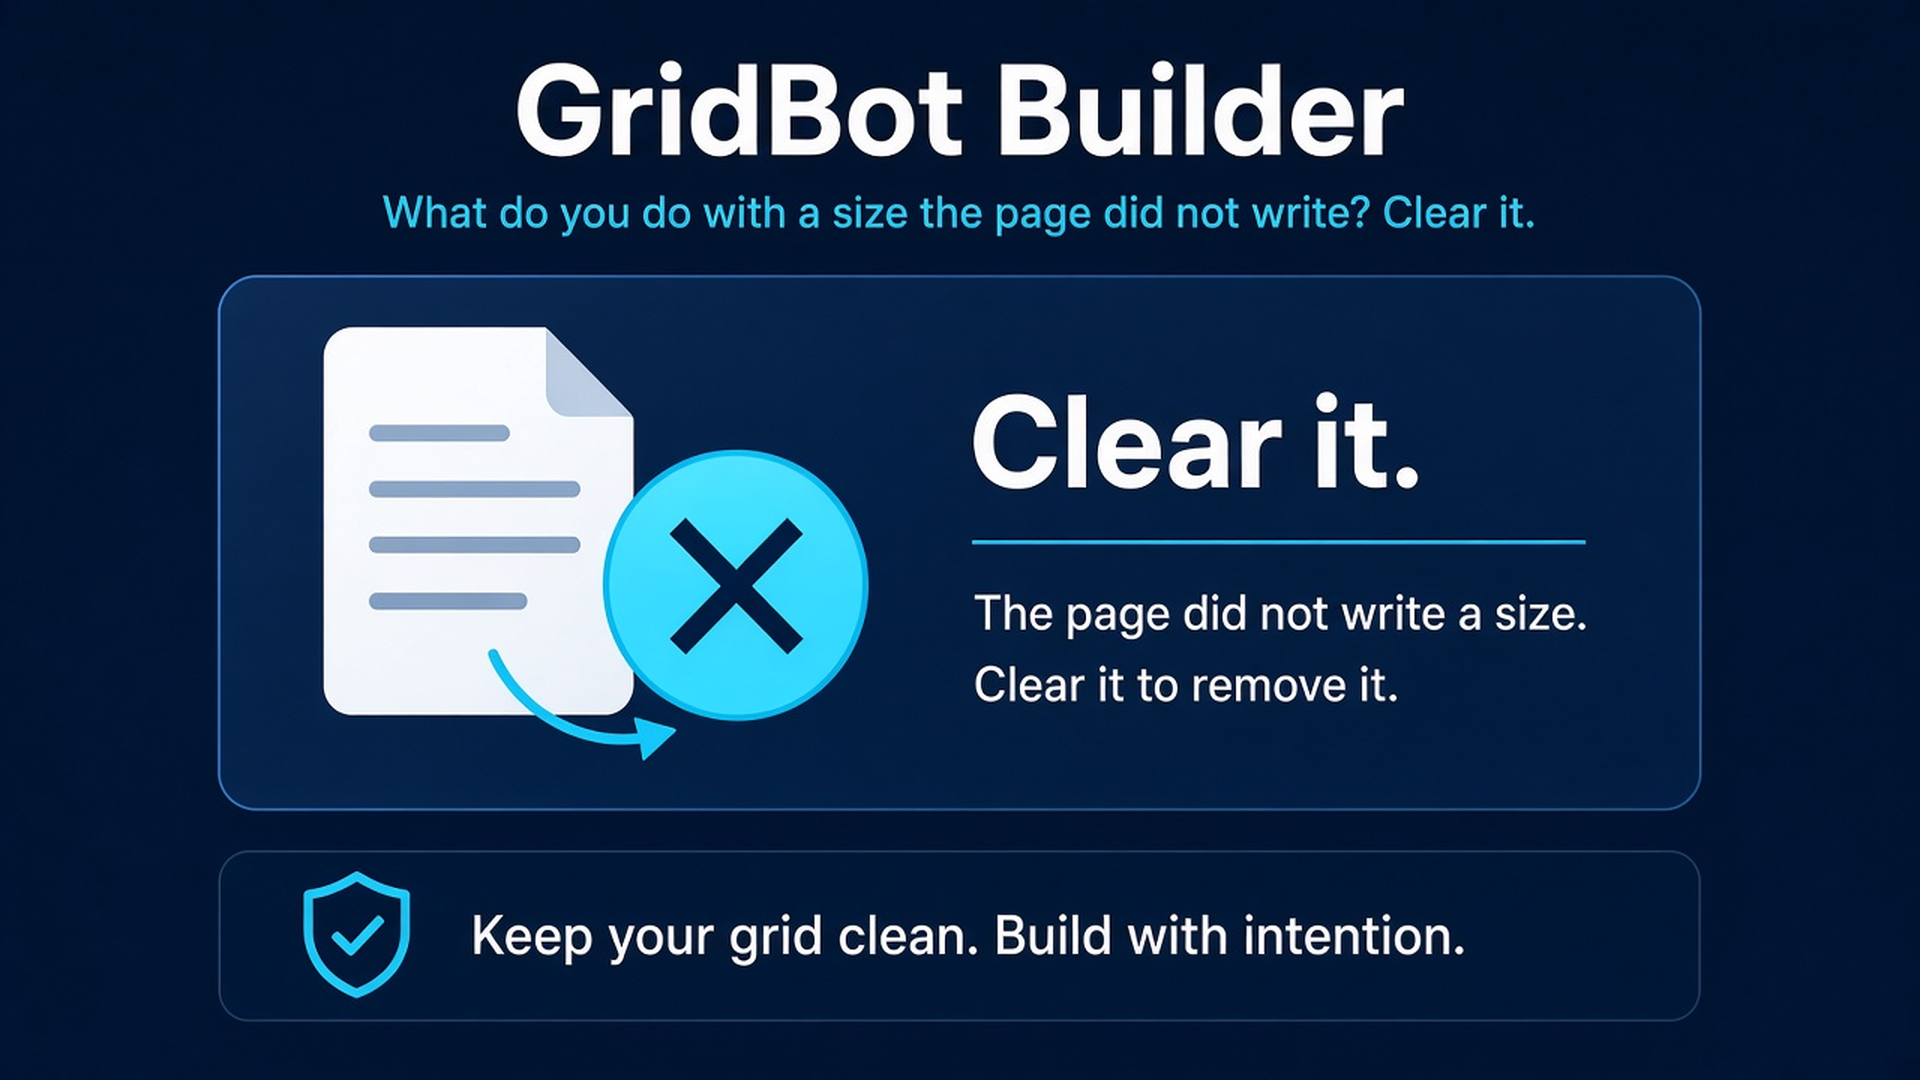 GridBot Builder
What do you do with a size the page did not write? Clear it.
Clear it.
The page did not write a size.
Clear it to remove it.
Keep your grid clean. Build with intention.